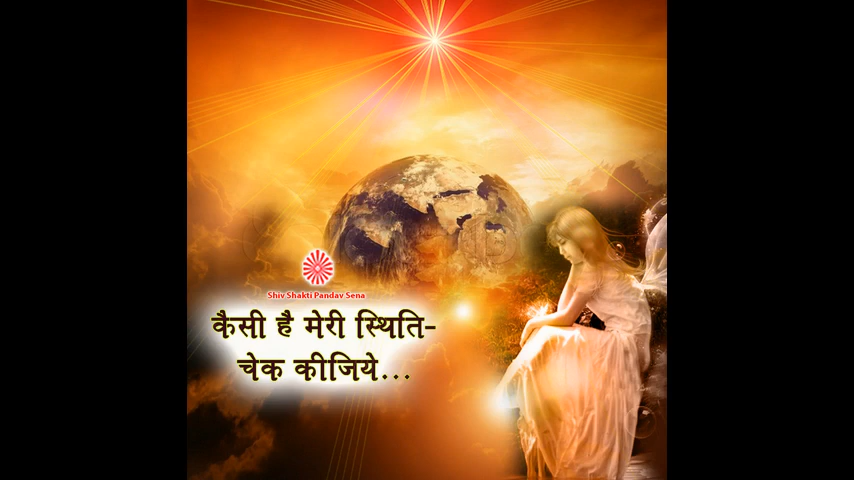 Shiv Shakti Pandav Sena
कैसी है मेरी स्थिति-
चेक कीजिये...